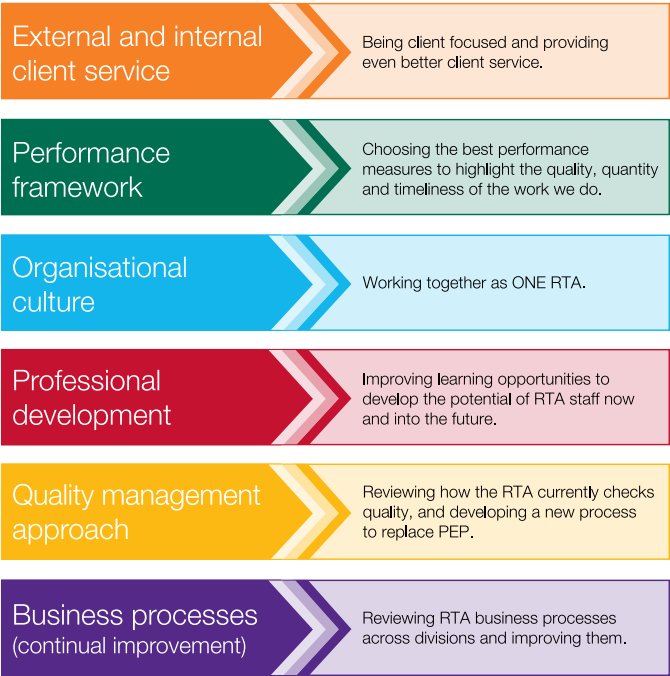 External and internal
client service
Being client focused and providing
even better client service.
Performance
framework
Choosing the best performance
measures to highlight the quality, quantity
and timeliness of the work we do.
Organisational
culture
Working together as ONE RTA.
Professional
development
Improving learning opportunities to
develop the potential of RTA staff now
and into the future.
Quality management
approach
Reviewing how the RTA currently checks
quality, and developing a new process
to replace PEP.
Business processes
(continual improvement)
Reviewing RTA business processes
across divisions and improving them.